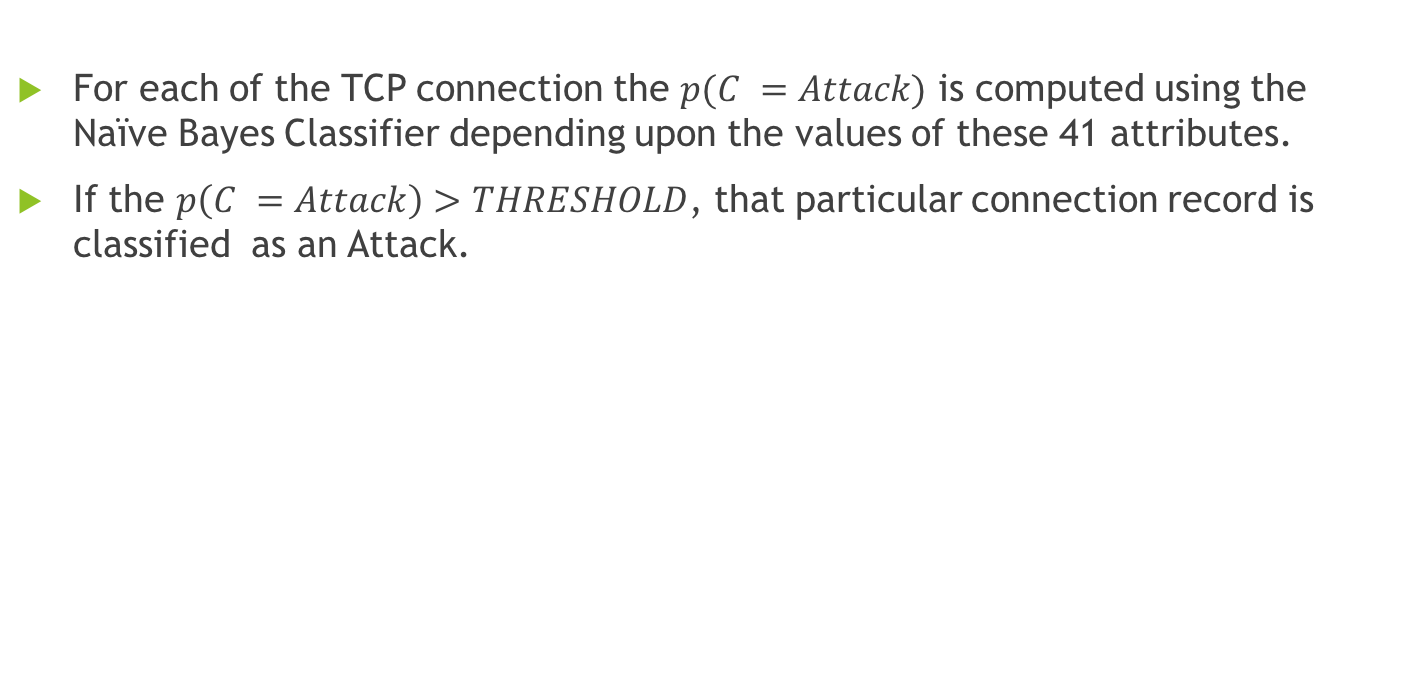 For each of the TCP connection the p(C = Attack) is computed using the
Naïve Bayes Classifier depending upon the values of these 41 attributes.
If the p(C = Attack) > THRESHOLD, that particular connection record is
classified as an Attack.